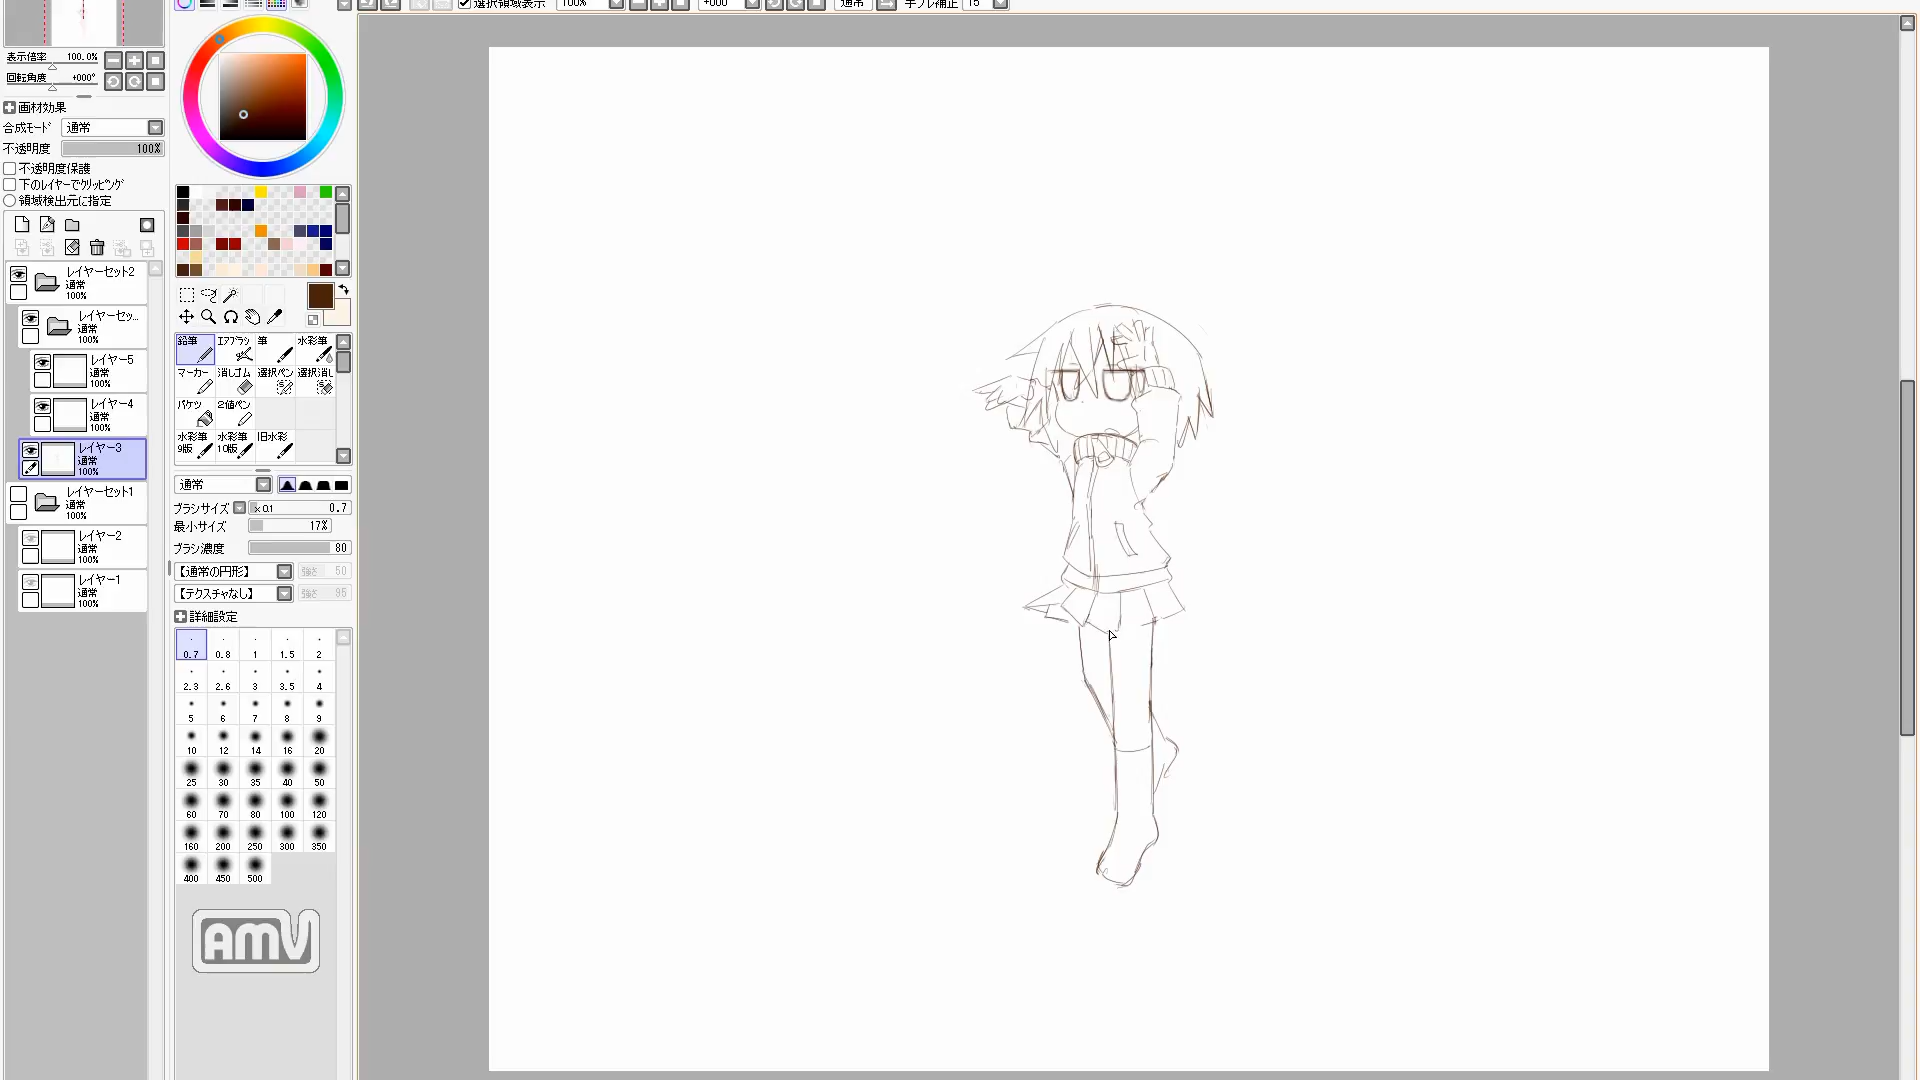 選択領域表示 100% +000° 通常 手ブレ補正 15
表示倍率 100.0%
回転角度 +000°
画材効果
合成モード 通常
不透明度 100%
不透明度保護
下のレイヤーでクリッピング
領域検出元に指定
レイヤーセット2
通常
100%
レイヤーセッ...
通常
100%
レイヤー5
通常
100%
レイヤー4
通常
100%
レイヤー3
通常
100%
レイヤーセット1
通常
100%
レイヤー2
通常
100%
レイヤー1
通常
100%
鉛筆 エアブラシ 筆 水彩筆
マーカー 消しゴム 選択ペン 選択消し
バケツ 2値ペン
水彩筆 水彩筆 旧水彩
9版 10版
通常
ブラシサイズ x0.1 0.7
最小サイズ 17%
ブラシ濃度 80
【通常の円形】 強さ 50
【テクスチャなし】 強さ 95
詳細設定
0.7 0.8 1 1.5 2
2.3 2.6 3 3.5 4
5 6 7 8 9
10 12 14 16 20
25 30 35 40 50
60 70 80 100 120
160 200 250 300 350
400 450 500
AMV